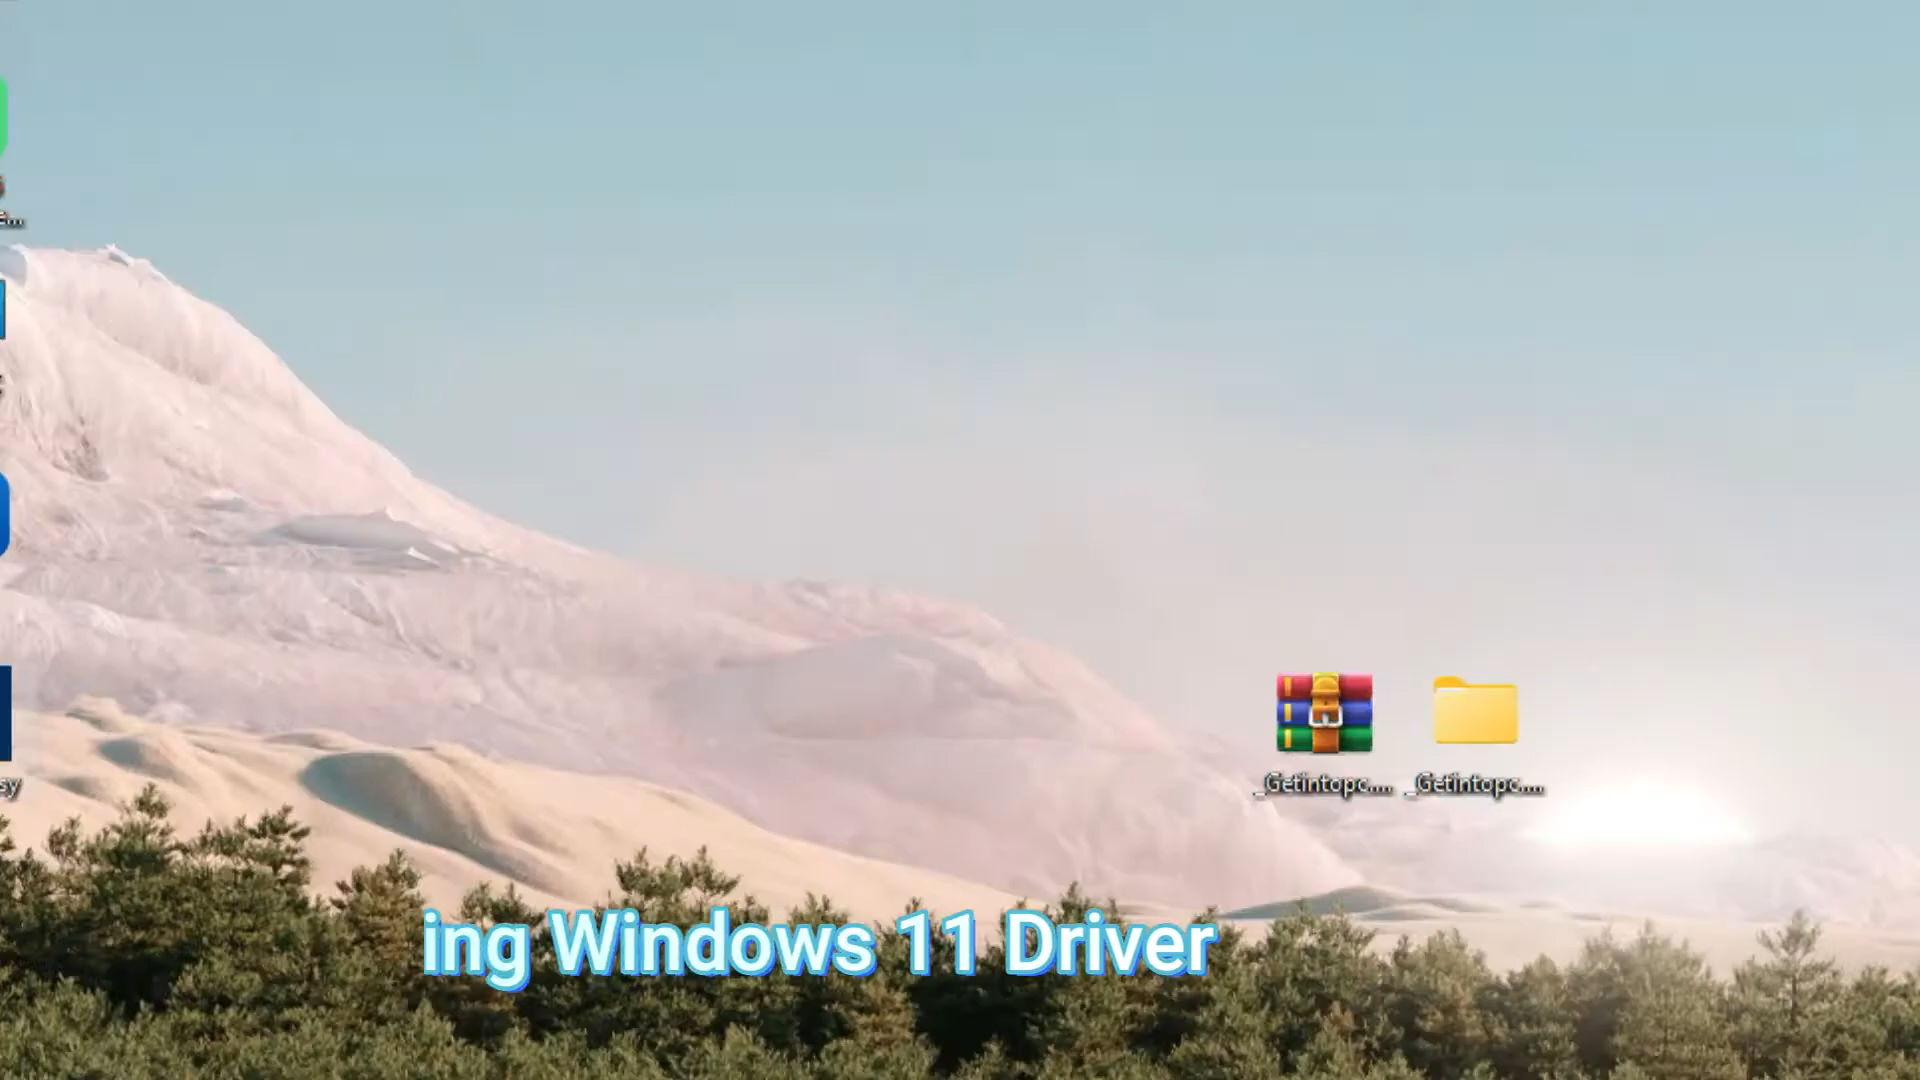 _Getintopc.... _Getintopc....
ing Windows 11 Driver